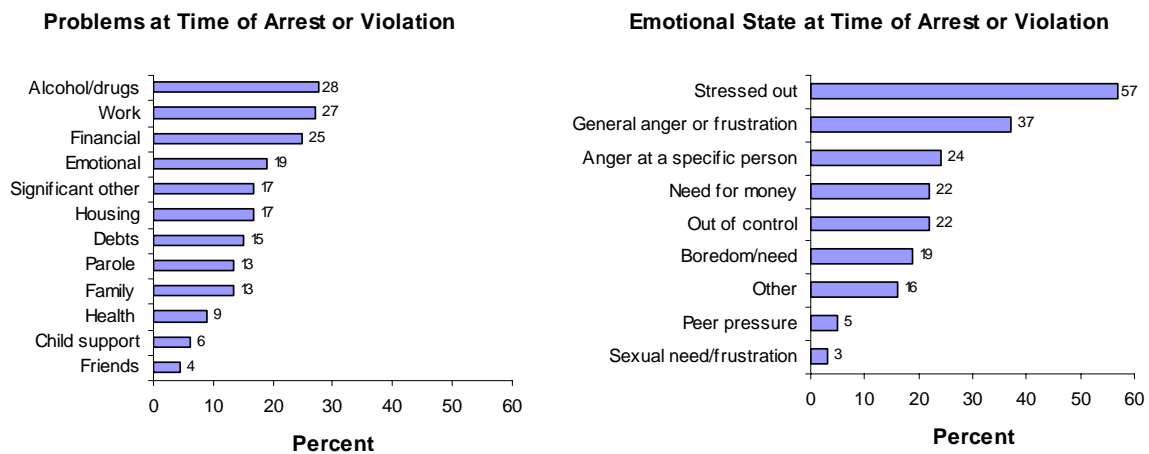 Problems at Time of Arrest or Violation
Alcohol/drugs 28
Work 27
Financial 25
Emotional 19
Significant other 17
Housing 17
Debts 15
Parole 13
Family 13
Health 9
Child support 6
Friends 4
0 10 20 30 40 50 60
Percent
Emotional State at Time of Arrest or Violation
Stressed out 57
General anger or frustration 37
Anger at a specific person 24
Need for money 22
Out of control 22
Boredom/need 19
Other 16
Peer pressure 5
Sexual need/frustration 3
0 10 20 30 40 50 60
Percent